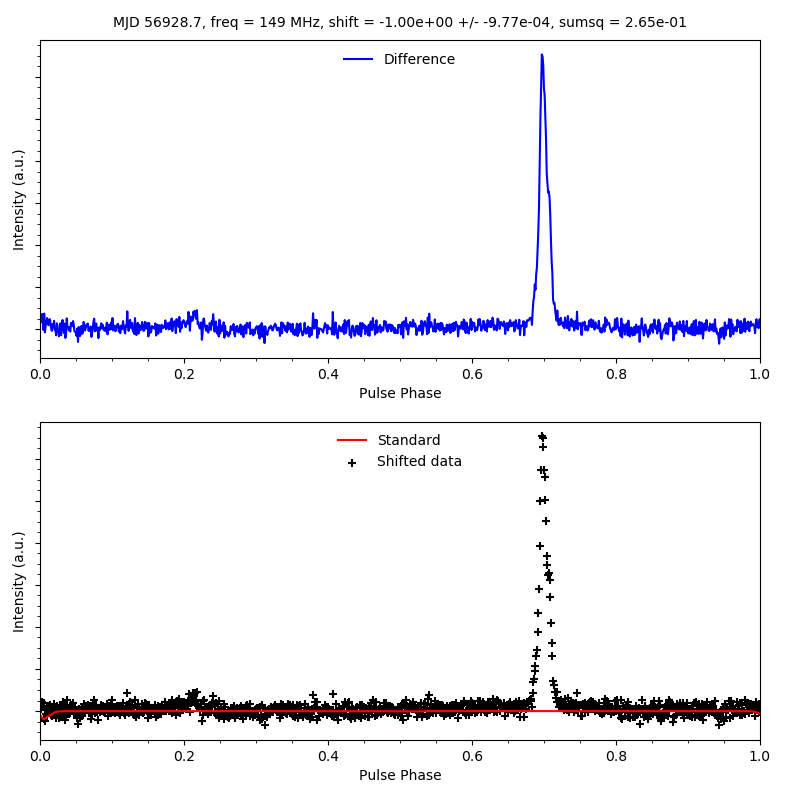 MJD 56928.7, freq = 149 MHz, shift = -1.00e+00 +/- -9.77e-04, sumsq = 2.65e-01
Difference
Intensity (a.u.)
0.0 0.2 0.4 0.6 0.8 1.0
Pulse Phase
Standard
Shifted data
Intensity (a.u.)
0.0 0.2 0.4 0.6 0.8 1.0
Pulse Phase